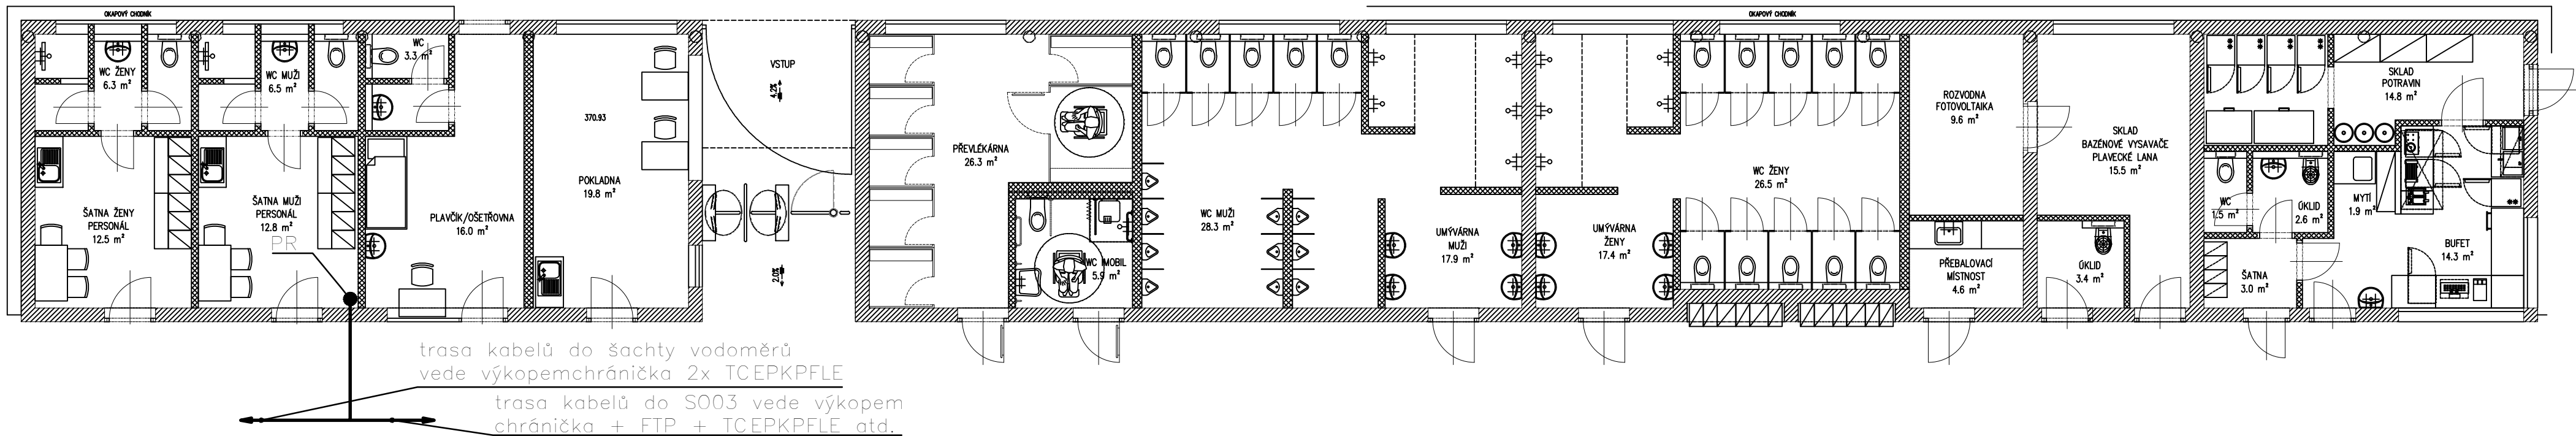 OKAPOVÝ CHODNÍK
OKAPOVÝ CHODNÍK
WC ŽENY
6.3 m²
WC MUŽI
6.5 m²
WC
3.3 m²
VSTUP
4.2%
370.93
POKLADNA
19.8 m²
PŘEVLÉKÁRNA
26.3 m²
ŠATNA ŽENY
PERSONÁL
12.5 m²
ŠATNA MUŽI
PERSONÁL
12.8 m²
PR
PLAVČÍK/OŠETŘOVNA
16.0 m²
2.0%
WC IMOBIL
5.9 m²
WC MUŽI
28.3 m²
UMÝVÁRNA
MUŽI
17.9 m²
UMÝVÁRNA
ŽENY
17.4 m²
WC ŽENY
26.5 m²
ROZVODNA
FOTOVOLTAIKA
9.6 m²
PŘEBALOVACÍ
MÍSTNOST
4.6 m²
SKLAD
BAZÉNOVÉ VYSAVAČE
PLAVECKÉ LANA
15.5 m²
ÚKLID
3.4 m²
SKLAD
POTRAVIN
14.8 m²
WC
1.5 m²
ÚKLID
2.6 m²
MYTÍ
1.9 m²
ŠATNA
3.0 m²
BUFET
14.3 m²
trasa kabelů do šachty vodoměrů
vede výkopemchránička 2x TCEPKPFLE
trasa kabelů do SO03 vede výkopem
chránička + FTP + TCEPKPFLE atd.